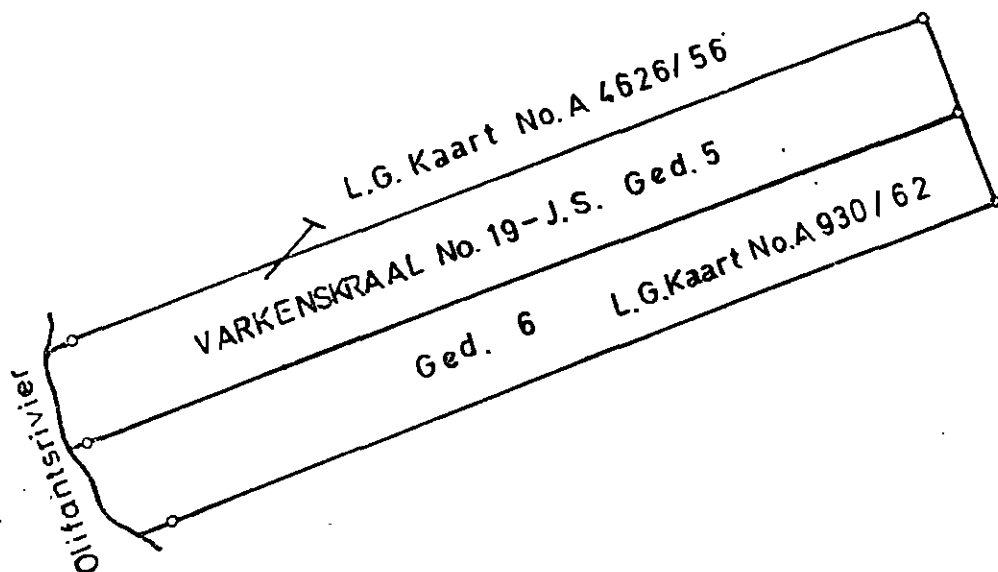 L.G. Kaart No. A 4626/56
VARKENSKRAAL No. 19-J.S. Ged. 5
Ged. 6 L.G.Kaart No.A 930/62
Olifantsrivier